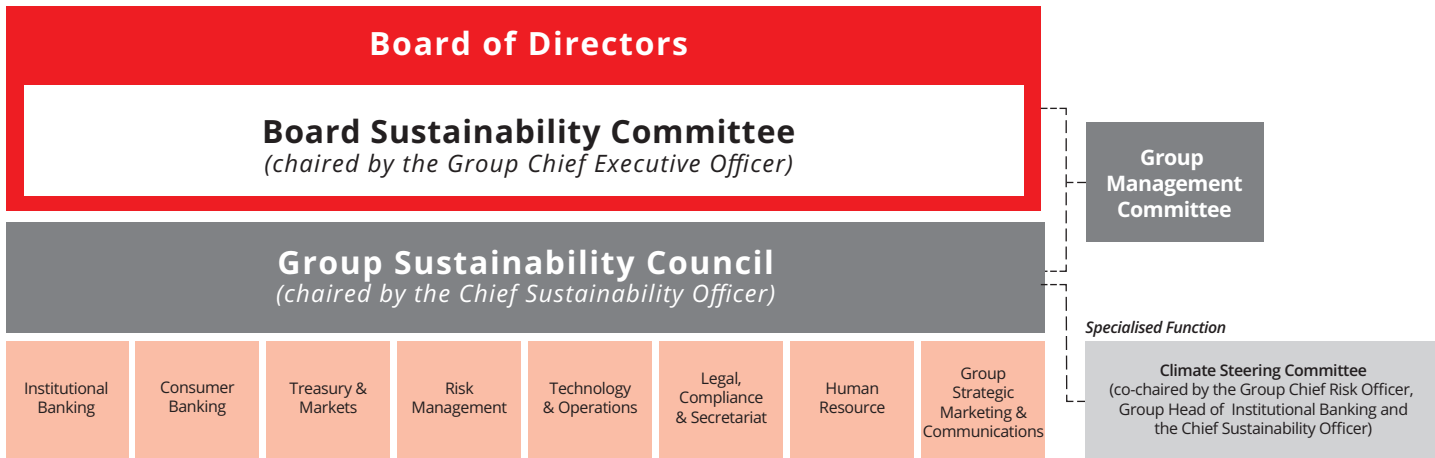 Board of Directors
Board Sustainability Committee
(chaired by the Group Chief Executive Officer)
Group
Management
Committee
Group Sustainability Council
(chaired by the Chief Sustainability Officer)
Specialised Function
Climate Steering Committee
(co-chaired by the Group Chief Risk Officer,
Group Head of Institutional Banking and
the Chief Sustainability Officer)
Institutional
Banking
Consumer
Banking
Treasury &
Markets
Risk
Management
Technology
& Operations
Legal,
Compliance
& Secretariat
Human
Resource
Group
Strategic
Marketing &
Communications